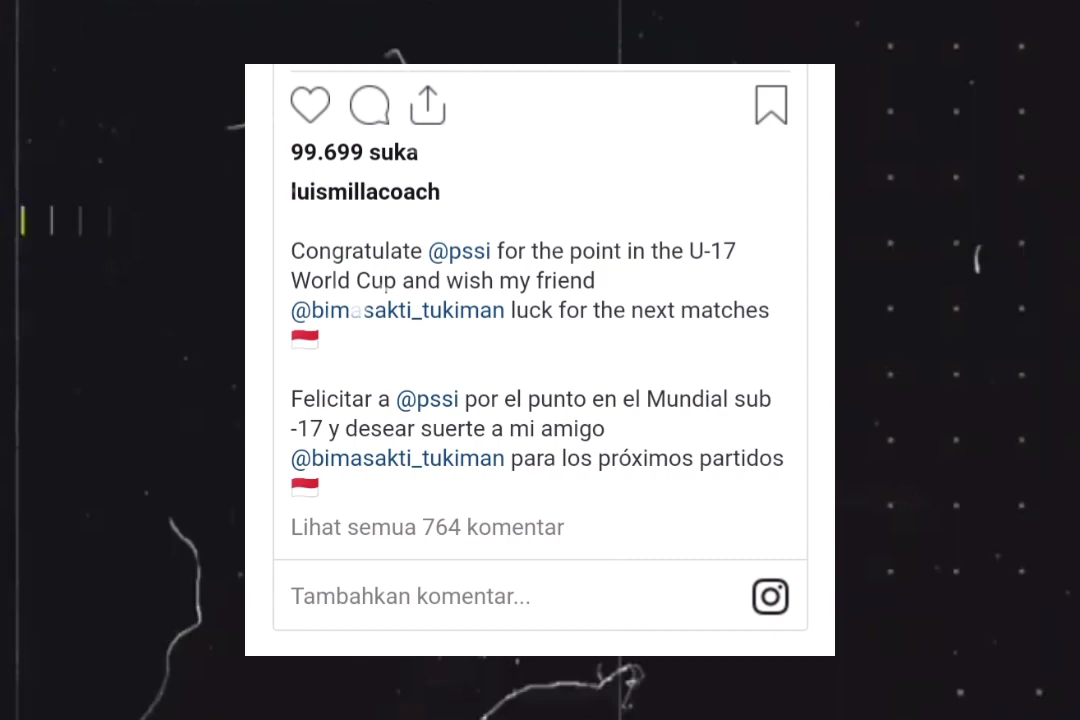 99.699 suka
luismillacoach
Congratulate @pssi for the point in the U-17
World Cup and wish my friend
@bimasakti_tukiman luck for the next matches
🇮🇩
Felicitar a @pssi por el punto en el Mundial sub
-17 y desear suerte a mi amigo
@bimasakti_tukiman para los próximos partidos
🇮🇩
Lihat semua 764 komentar
Tambahkan komentar...